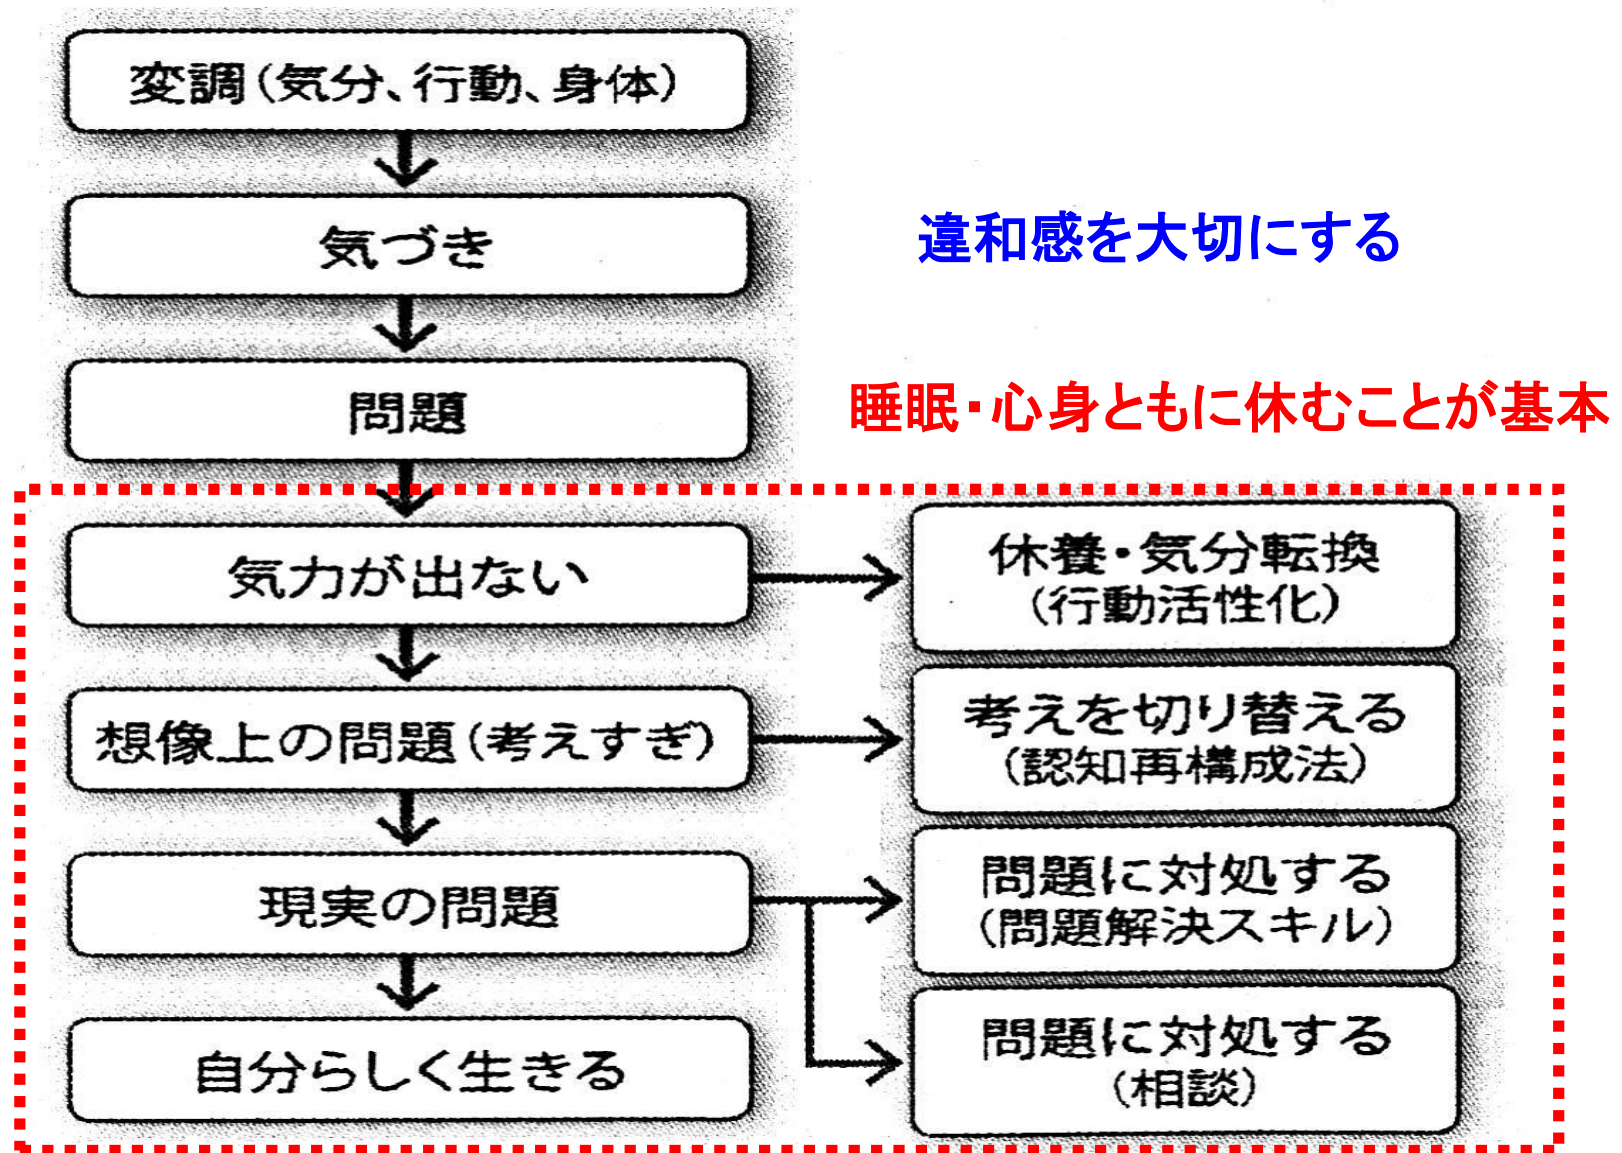 変調(気分、行動、身体)
気づき
違和感を大切にする
問題
睡眠・心身ともに休むことが基本
気力が出ない
休養・気分転換
(行動活性化)
想像上の問題(考えすぎ)
考えを切り替える
(認知再構成法)
現実の問題
問題に対処する
(問題解決スキル)
自分らしく生きる
問題に対処する
(相談)